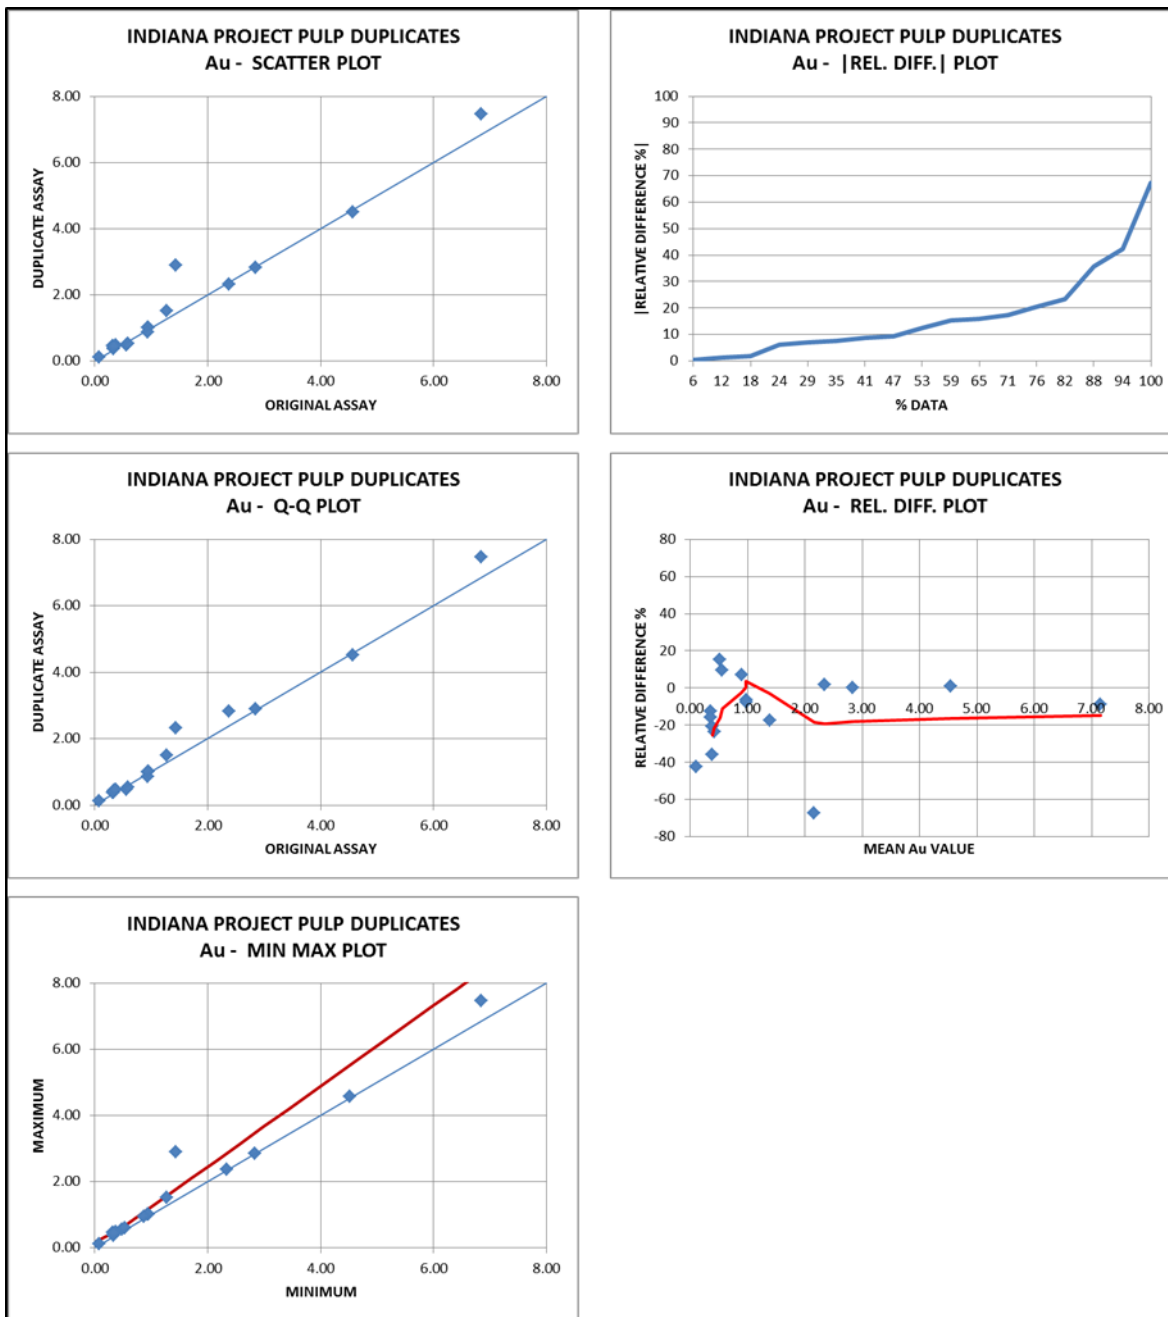 INDIANA PROJECT PULP DUPLICATES
Au - SCATTER PLOT
8.00
6.00
4.00
2.00
0.00
DUPLICATE ASSAY
0.00 2.00 4.00 6.00 8.00
ORIGINAL ASSAY
INDIANA PROJECT PULP DUPLICATES
Au - |REL. DIFF.| PLOT
100
90
80
70
60
50
40
30
20
10
0
|RELATIVE DIFFERENCE %|
6 12 18 24 29 35 41 47 53 59 65 71 76 82 88 94 100
% DATA
INDIANA PROJECT PULP DUPLICATES
Au - Q-Q PLOT
8.00
6.00
4.00
2.00
0.00
DUPLICATE ASSAY
0.00 2.00 4.00 6.00 8.00
ORIGINAL ASSAY
INDIANA PROJECT PULP DUPLICATES
Au - REL. DIFF. PLOT
80
60
40
20
0
-20
-40
-60
-80
RELATIVE DIFFERENCE %
0.00 1.00 2.00 3.00 4.00 5.00 6.00 7.00 8.00
MEAN Au VALUE
INDIANA PROJECT PULP DUPLICATES
Au - MIN MAX PLOT
8.00
6.00
4.00
2.00
0.00
MAXIMUM
0.00 2.00 4.00 6.00 8.00
MINIMUM